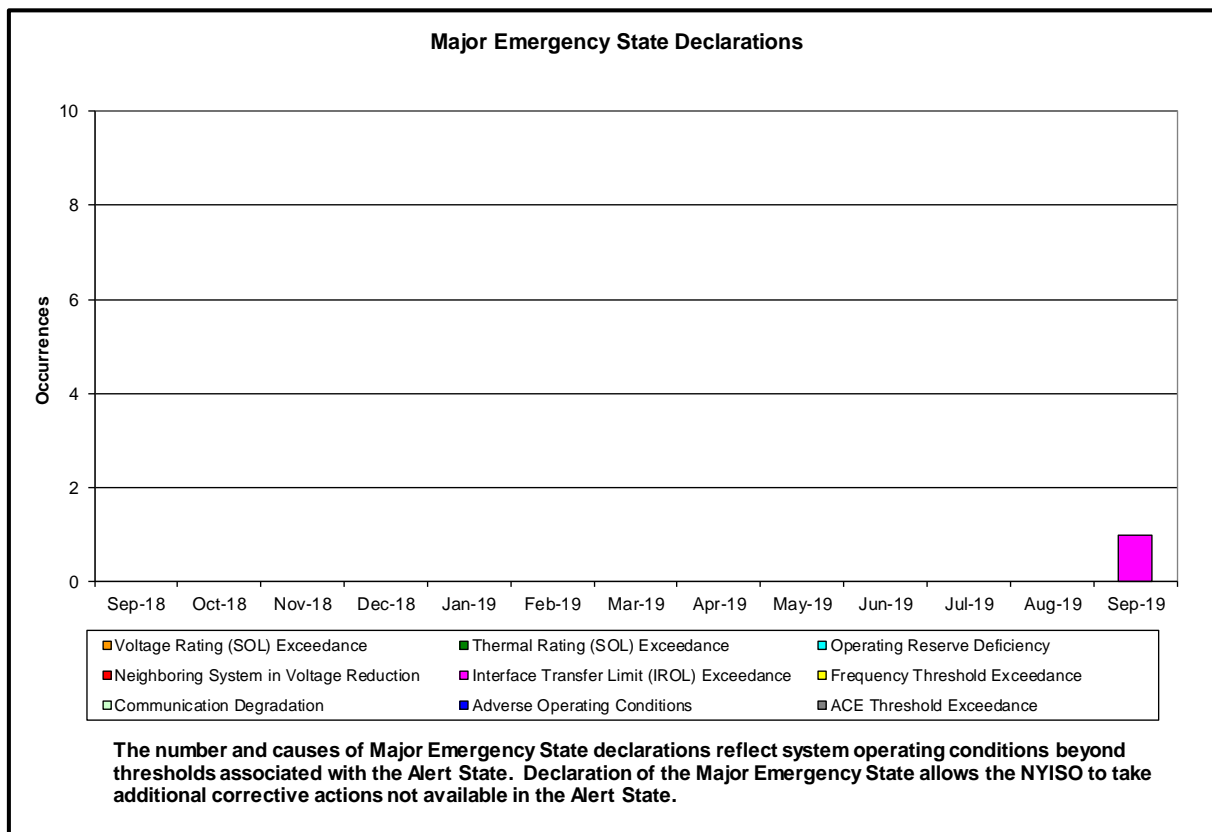 Major Emergency State Declarations
10
8
6
4
2
0
Occurrences
Sep-18 Oct-18 Nov-18 Dec-18 Jan-19 Feb-19 Mar-19 Apr-19 May-19 Jun-19 Jul-19 Aug-19 Sep-19
Voltage Rating (SOL) Exceedance Thermal Rating (SOL) Exceedance Operating Reserve Deficiency
Neighboring System in Voltage Reduction Interface Transfer Limit (IROL) Exceedance Frequency Threshold Exceedance
Communication Degradation Adverse Operating Conditions ACE Threshold Exceedance
The number and causes of Major Emergency State declarations reflect system operating conditions beyond
thresholds associated with the Alert State. Declaration of the Major Emergency State allows the NYISO to take
additional corrective actions not available in the Alert State.